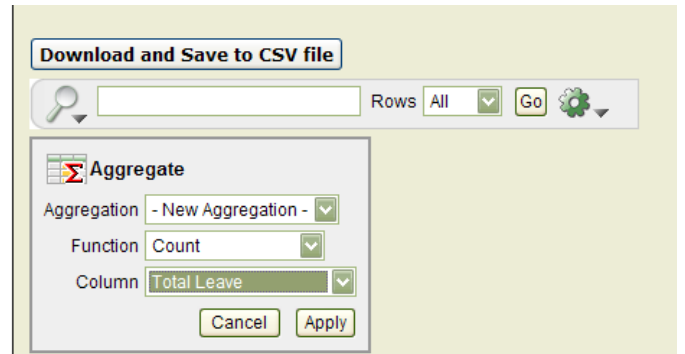 Download and Save to CSV file
Rows All Go
Aggregate
Aggregation - New Aggregation -
Function Count
Column Total Leave
Cancel Apply